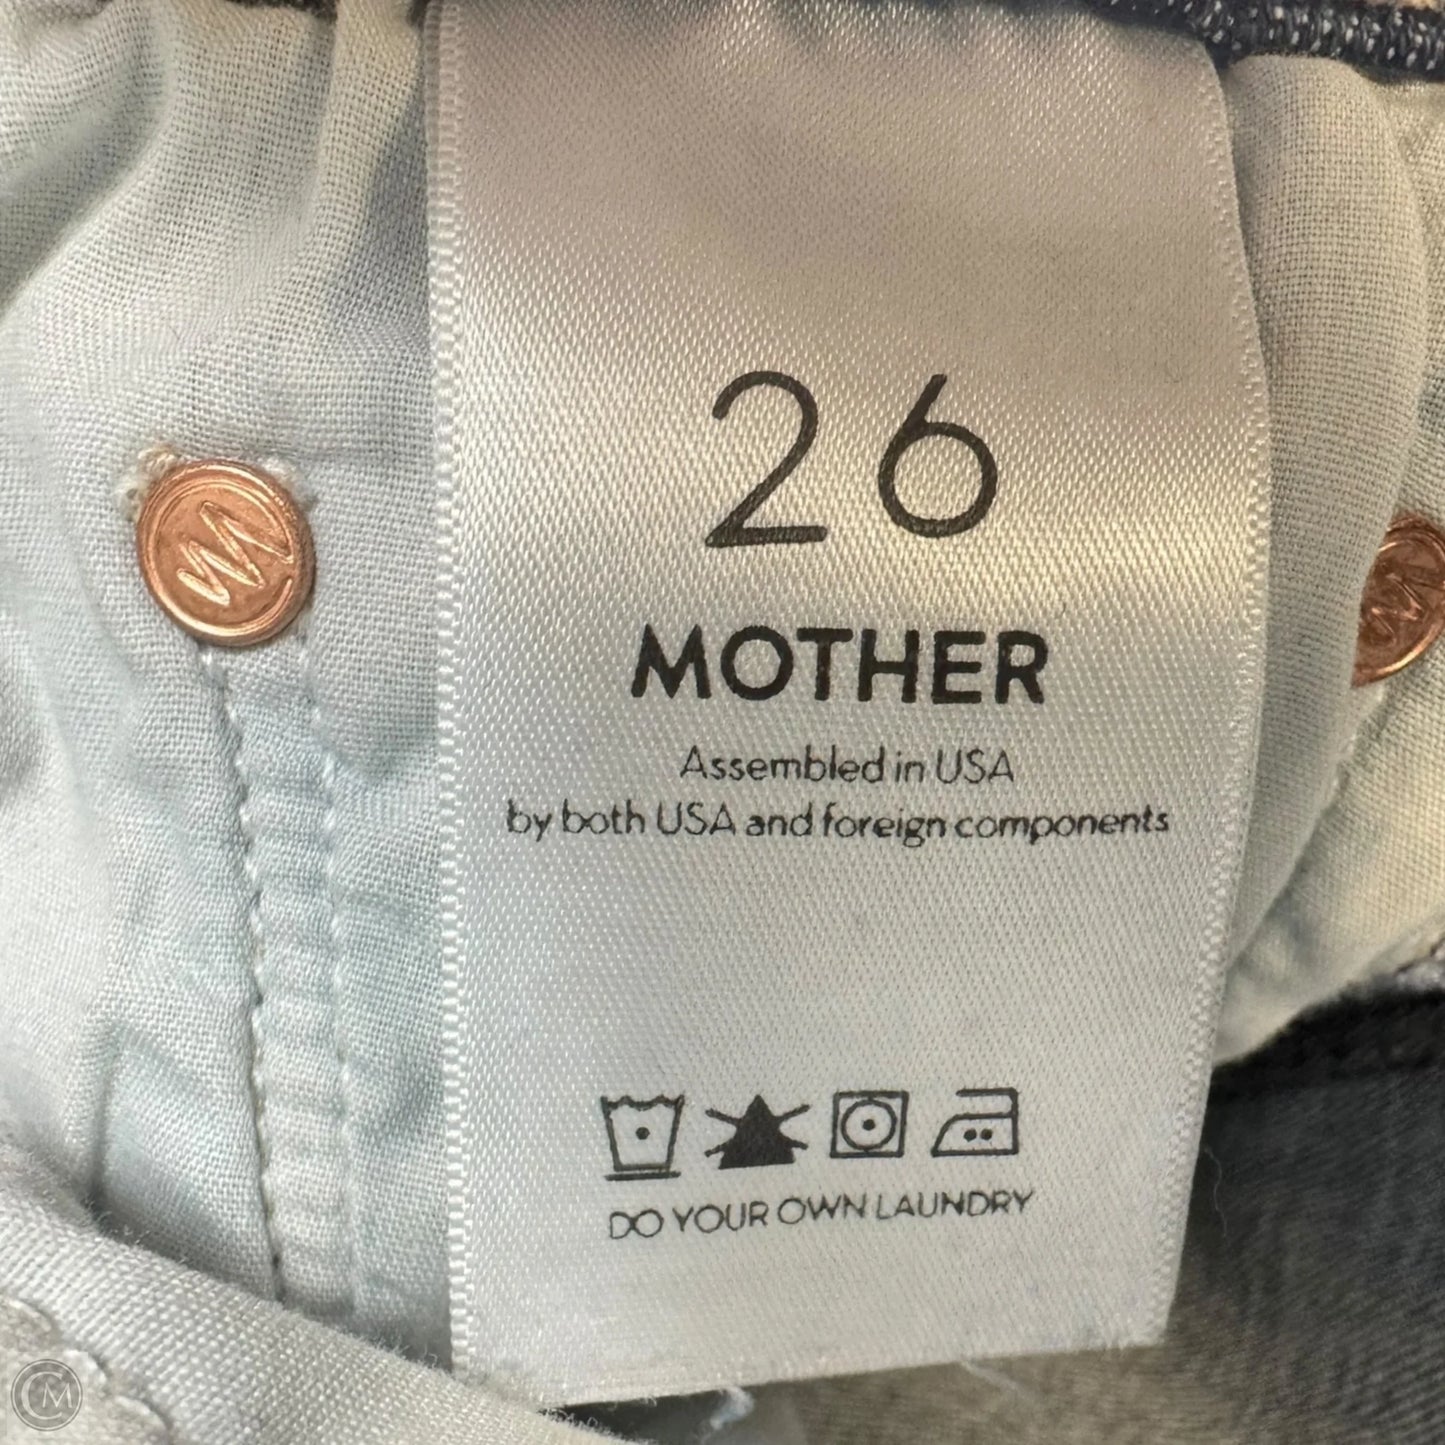 26
MOTHER
Assembled in USA
by both USA and foreign components
DO YOUR OWN LAUNDRY